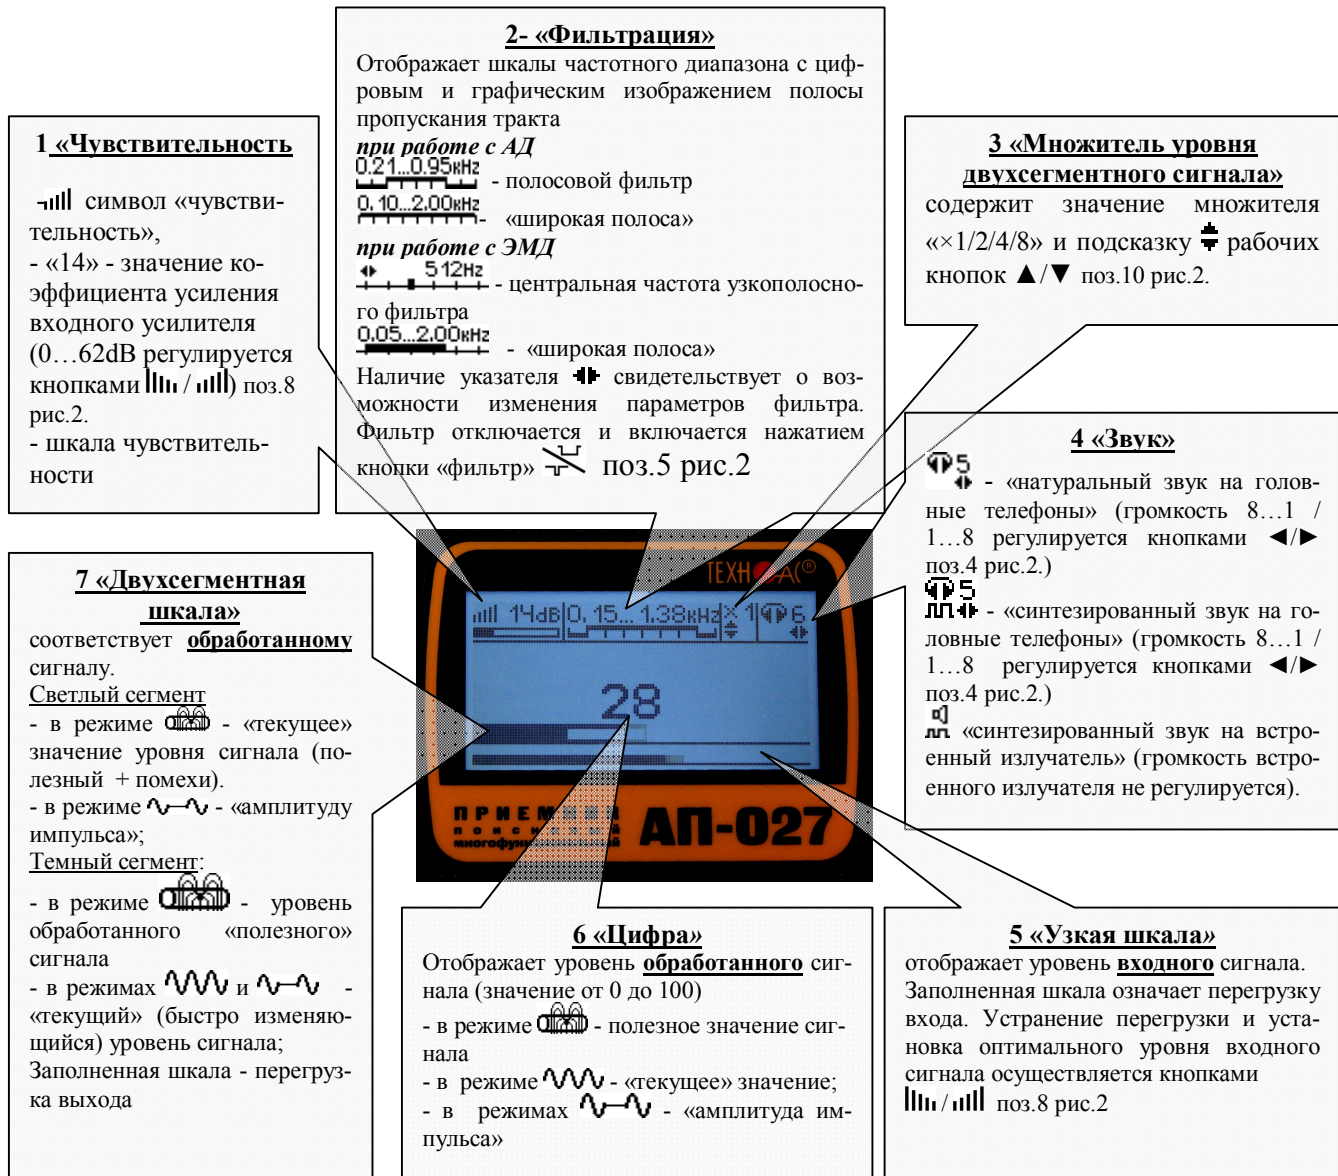 2- «Фильтрация»
Отображает шкалы частотного диапазона с циф-
ровым и графическим изображением полосы
пропускания тракта
при работе с АД
0.21...0.95кHz
- полосовой фильтр
0.10...2.00кHz
- «широкая полоса»
при работе с ЭМД
512Hz
- центральная частота узкополосно-
го фильтра
0.05...2.00кHz
- «широкая полоса»
Наличие указателя свидетельствует о воз-
можности изменения параметров фильтра.
Фильтр отключается и включается нажатием
кнопки «фильтр» поз.5 рис.2
1 «Чувствительность
символ «чувстви-
тельность»,
- «14» - значение ко-
эффициента усиления
входного усилителя
(0…62dB регулируется
кнопками / ) поз.8
рис.2.
- шкала чувствитель-
ности
3 «Множитель уровня
двухсегментного сигнала»
содержит значение множителя
«×1/2/4/8» и подсказку рабочих
кнопок ▲/▼ поз.10 рис.2.
4 «Звук»
5
- «натуральный звук на голов-
ные телефоны» (громкость 8…1 /
1…8 регулируется кнопками ◄/►
поз.4 рис.2.)
5
- «синтезированный звук на го-
ловные телефоны» (громкость 8…1 /
1…8 регулируется кнопками ◄/►
поз.4 рис.2.)
«синтезированный звук на встро-
енный излучатель» (громкость встро-
енного излучателя не регулируется).
7 «Двухсегментная
шкала»
соответствует обработанному
сигналу.
Светлый сегмент
- в режиме - «текущее»
значение уровня сигнала (по-
лезный + помехи).
- в режиме - «амплитуду
импульса»;
Темный сегмент:
- в режиме - уровень
обработанного «полезного»
сигнала
- в режимах и -
«текущий» (быстро изменяю-
щийся) уровень сигнала;
Заполненная шкала - перегруз-
ка выхода
ТЕХНО-АС®
14дВ 0.15... 1.38кHz × 1 6
28
ПРИЕМНИК
поисковый
многофункциональный
АП-027
6 «Цифра»
Отображает уровень обработанного сиг-
нала (значение от 0 до 100)
- в режиме - полезное значение сиг-
нала
- в режиме - «текущее» значение;
- в режимах - «амплитуда им-
пульса»
5 «Узкая шкала»
отображает уровень входного сигнала.
Заполненная шкала означает перегрузку
входа. Устранение перегрузки и уста-
новка оптимального уровня входного
сигнала осуществляется кнопками
/ поз.8 рис.2